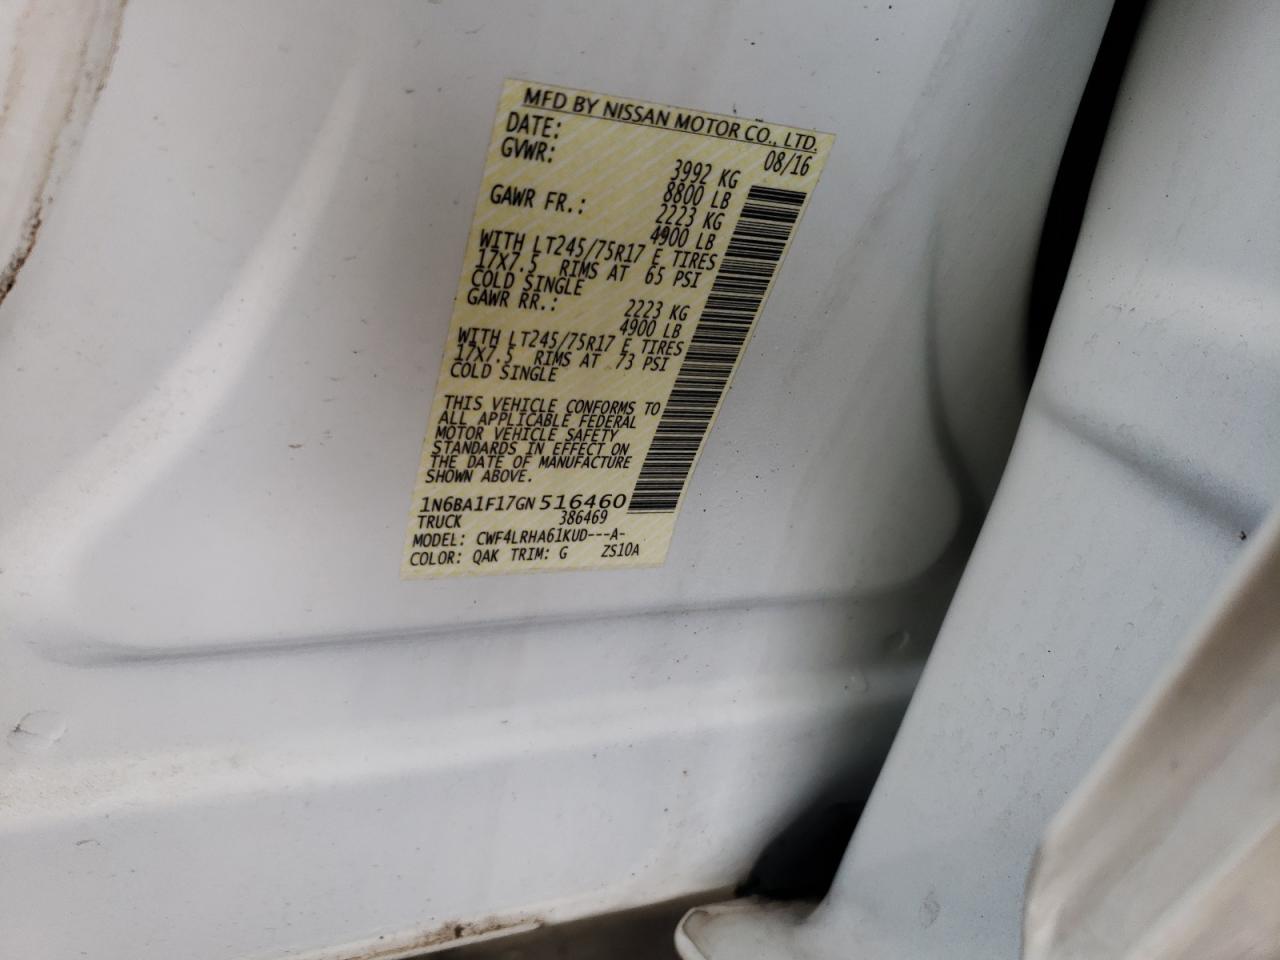 MFD BY NISSAN MOTOR CO., LTD.
DATE: 08/16
GVWR: 3992 KG
8800 LB
GAWR FR.: 2223 KG
4900 LB
WITH LT245/75R17 E TIRES
17X7.5 RIMS AT 65 PSI
COLD SINGLE
GAWR RR.: 2223 KG
4900 LB
WITH LT245/75R17 E TIRES
17X7.5 RIMS AT 73 PSI
COLD SINGLE
THIS VEHICLE CONFORMS TO
ALL APPLICABLE FEDERAL
MOTOR VEHICLE SAFETY
STANDARDS IN EFFECT ON
THE DATE OF MANUFACTURE
SHOWN ABOVE.
1N6BA1F17GN516460
TRUCK 386469
MODEL: CWF4LRHA61KUD---A-
COLOR: QAK TRIM: G ZS10A